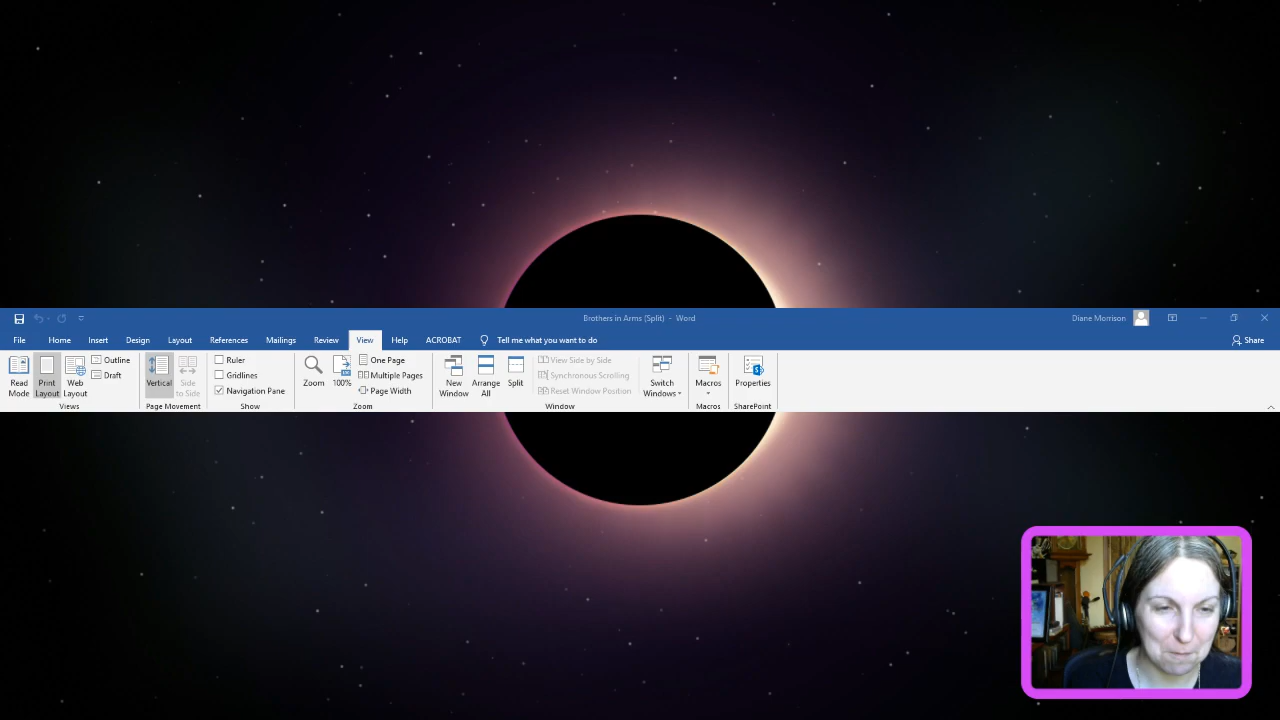 Brothers in Arms (Split) - Word
Diane Morrison
File Home Insert Design Layout References Mailings Review View Help ACROBAT Tell me what you want to do Share
Read Mode
Print Layout
Web Layout
Outline
Draft
Views
Vertical
Side to Side
Page Movement
Ruler
Gridlines
Navigation Pane
Show
Zoom
100%
One Page
Multiple Pages
Page Width
Zoom
New Window
Arrange All
Split
View Side by Side
Synchronous Scrolling
Reset Window Position
Switch Windows
Window
Macros
Macros
Properties
SharePoint